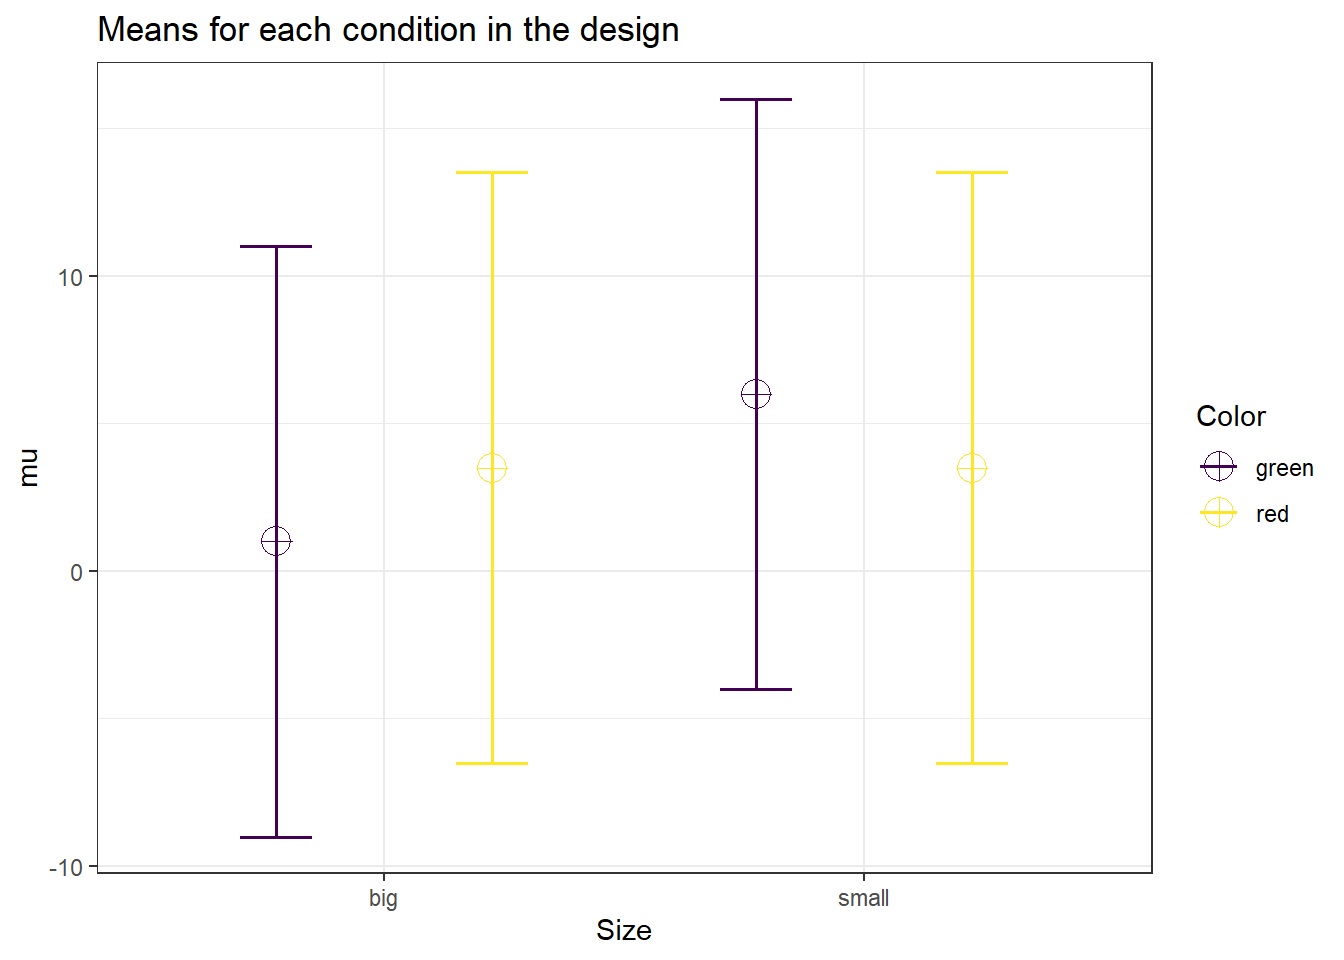 Means for each condition in the design
mu
10
0
-10
big
small
Size
Color
green
red